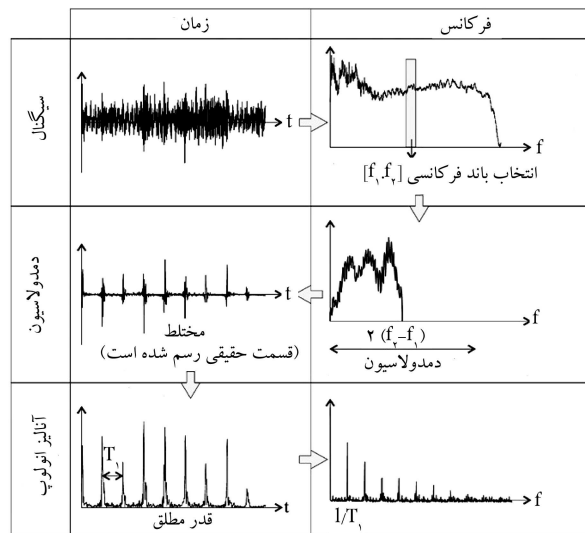 زمان
فرکانس
سیگنال
t
f
انتخاب باند فرکانسی [f۱.f۲]
دمدولاسیون
t
مختلط
(قسمت حقیقی رسم شده است)
f
۲ (f۲–f۱)
دمدولاسیون
آنالیز انولوپ
T۱
t
قدر مطلق
f
1/T۱